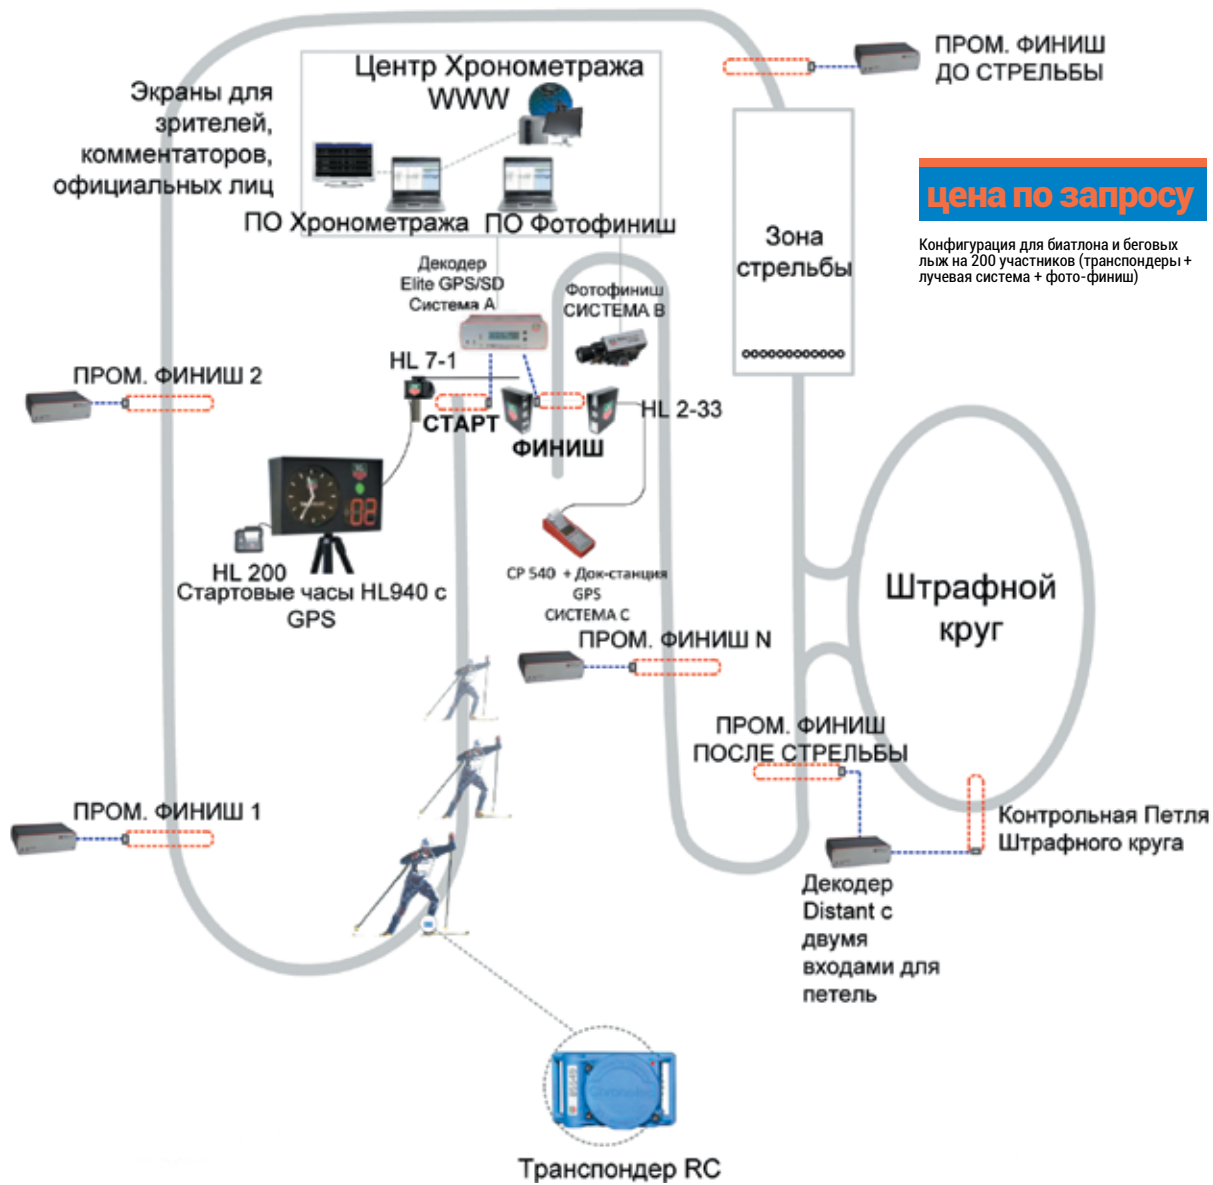 ПРОМ. ФИНИШ
ДО СТРЕЛЬБЫ
Центр Хронометража
WWW
Экраны для
зрителей,
комментаторов,
официальных лиц
ПО Хронометража
ПО Фотофиниш
цена по запросу
Конфигурация для биатлона и беговых
лыж на 200 участников (транспондеры +
лучевая система + фото-финиш)
Зона
стрельбы
Декодер
Elite GPS/SD
Система А
Фотофиниш
СИСТЕМА В
HL 7-1
ПРОМ. ФИНИШ 2
СТАРТ
ФИНИШ
HL 2-33
02
HL 200
Стартовые часы HL940 с
GPS
CP 540 + Док-станция
GPS
СИСТЕМА С
Штрафной
круг
ПРОМ. ФИНИШ N
ПРОМ. ФИНИШ
ПОСЛЕ СТРЕЛЬБЫ
ПРОМ. ФИНИШ 1
Контрольная Петля
Штрафного круга
Декодер
Distant с
двумя
входами для
петель
Транспондер RC